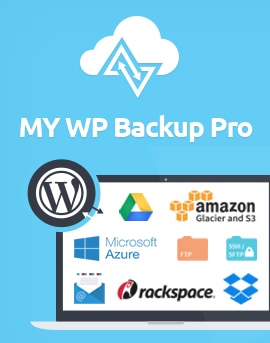 MY WP Backup Pro
W
amazon
Glacier and S3
Microsoft
Azure
FTP
SSH /
SFTP
@
rackspace